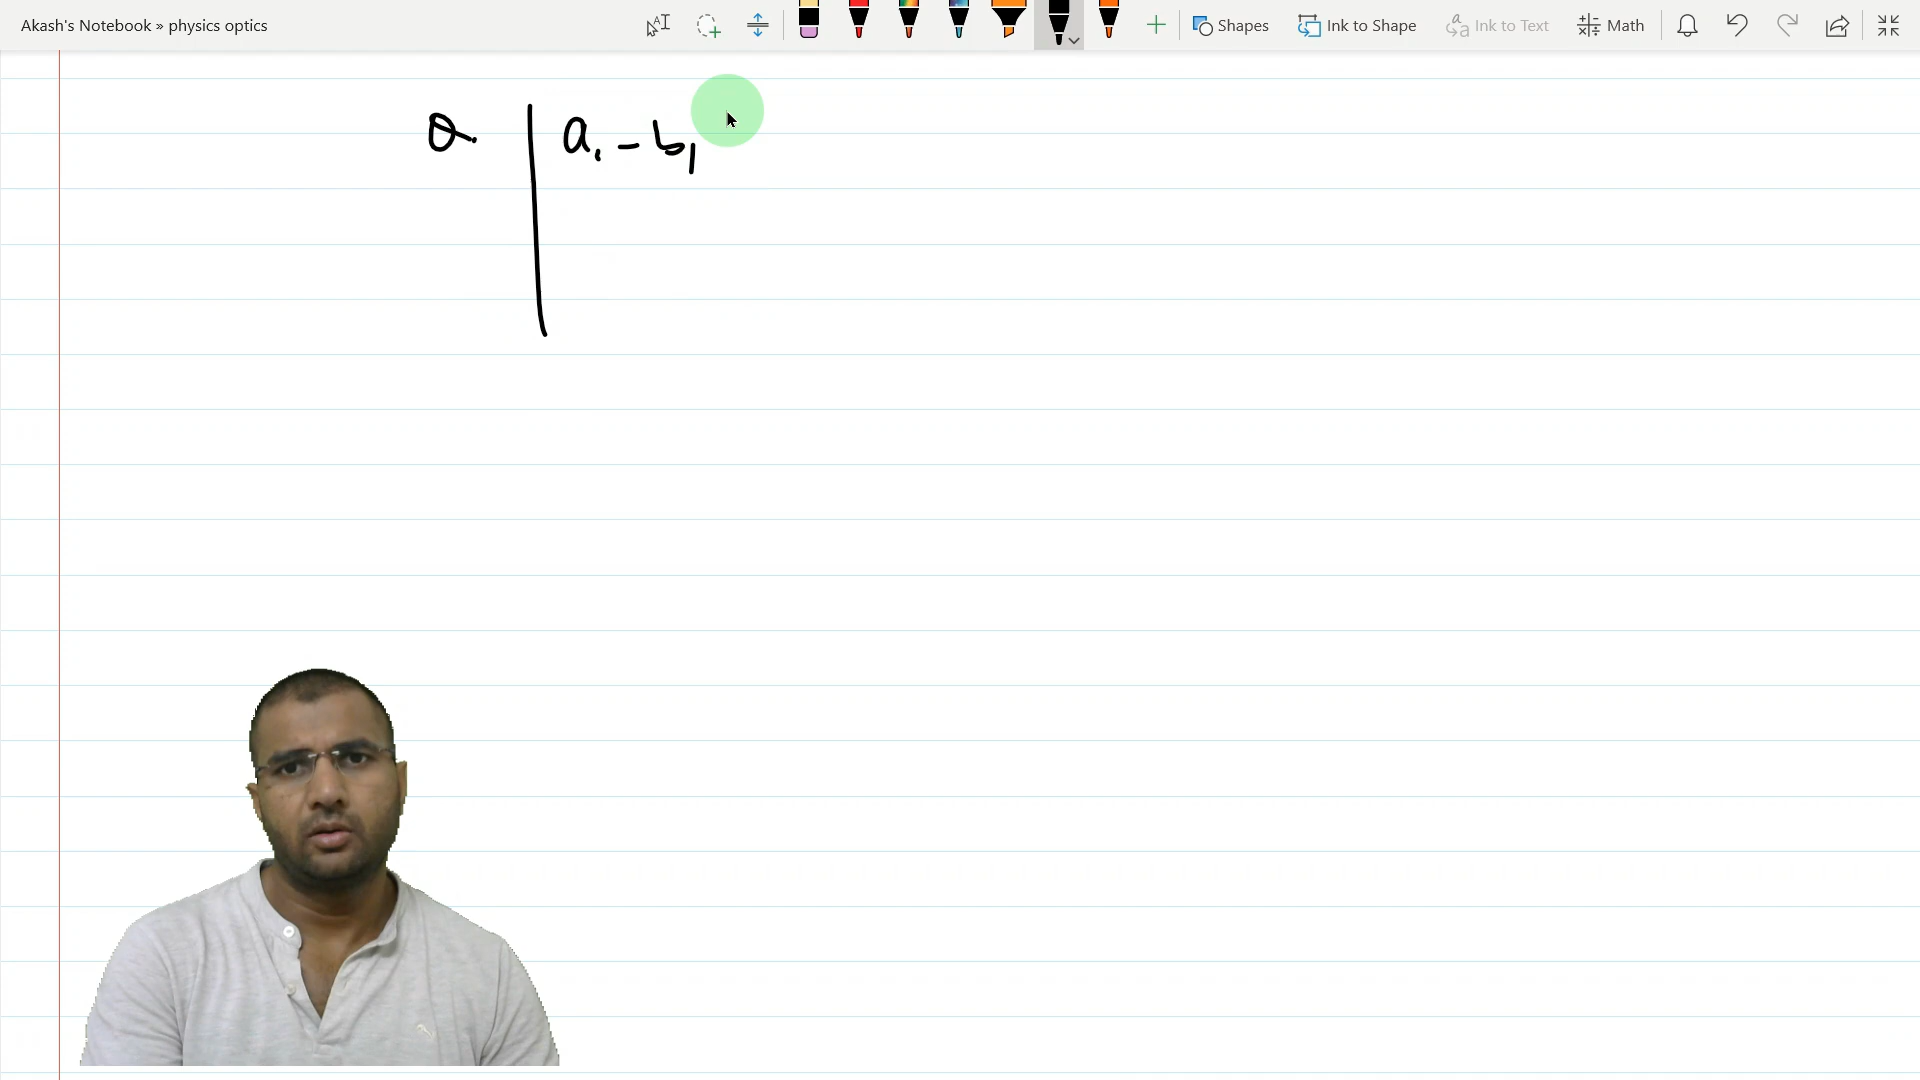 Akash's Notebook » physics optics
Shapes Ink to Shape Ink to Text Math
Q. | a₁ - b₁